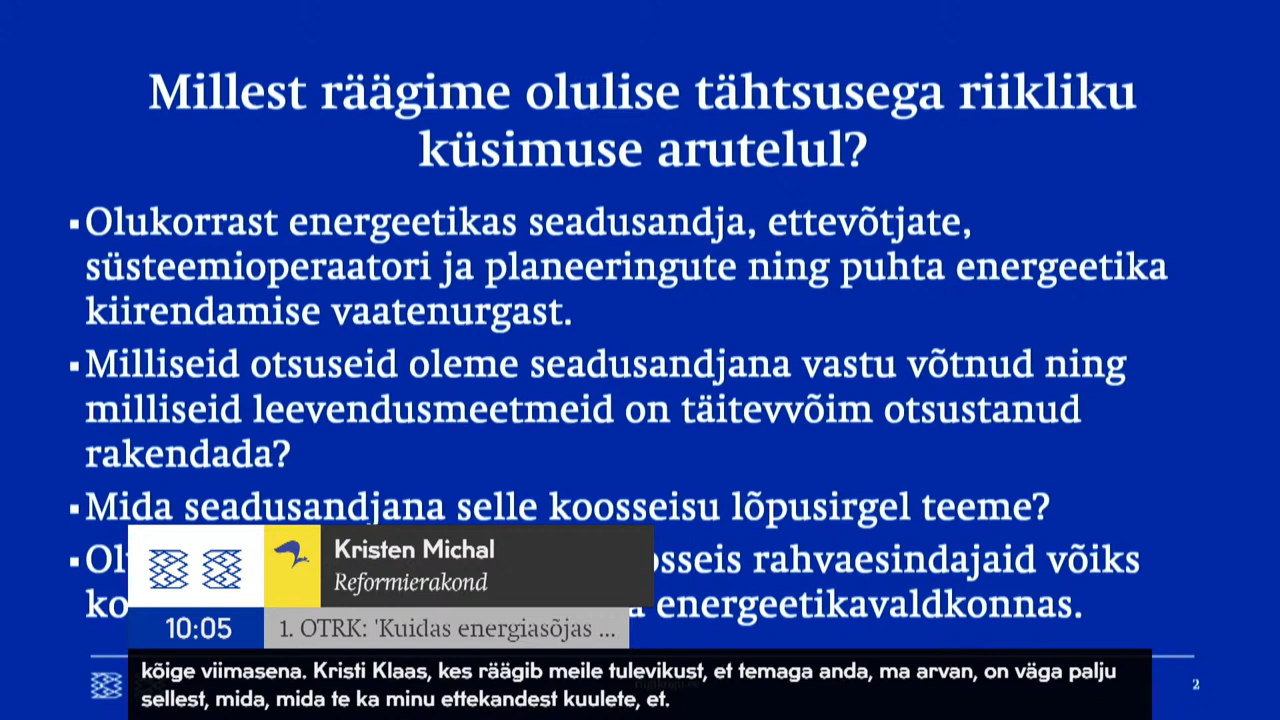 Millest räägime olulise tähtsusega riikliku
küsimuse arutelul?
▪Olukorrast energeetikas seadusandja, ettevõtjate,
süsteemioperaatori ja planeeringute ning puhta energeetika
kiirendamise vaatenurgast.
▪Milliseid otsuseid oleme seadusandjana vastu võtnud ning
milliseid leevendusmeetmeid on täitevvõim otsustanud
rakendada?
▪Mida seadusandjana selle koosseisu lõpusirgel teeme?
rahvaesindajaid võiks
energeetikavaldkonnas.
Kristen Michal
Reformierakond
10:05
1. OTRK: 'Kuidas energiasõjas ...
kõige viimasena. Kristi Klaas, kes räägib meile tulevikust, et temaga anda, ma arvan, on väga palju
sellest, mida, mida te ka minu ettekandest kuulete, et.
2